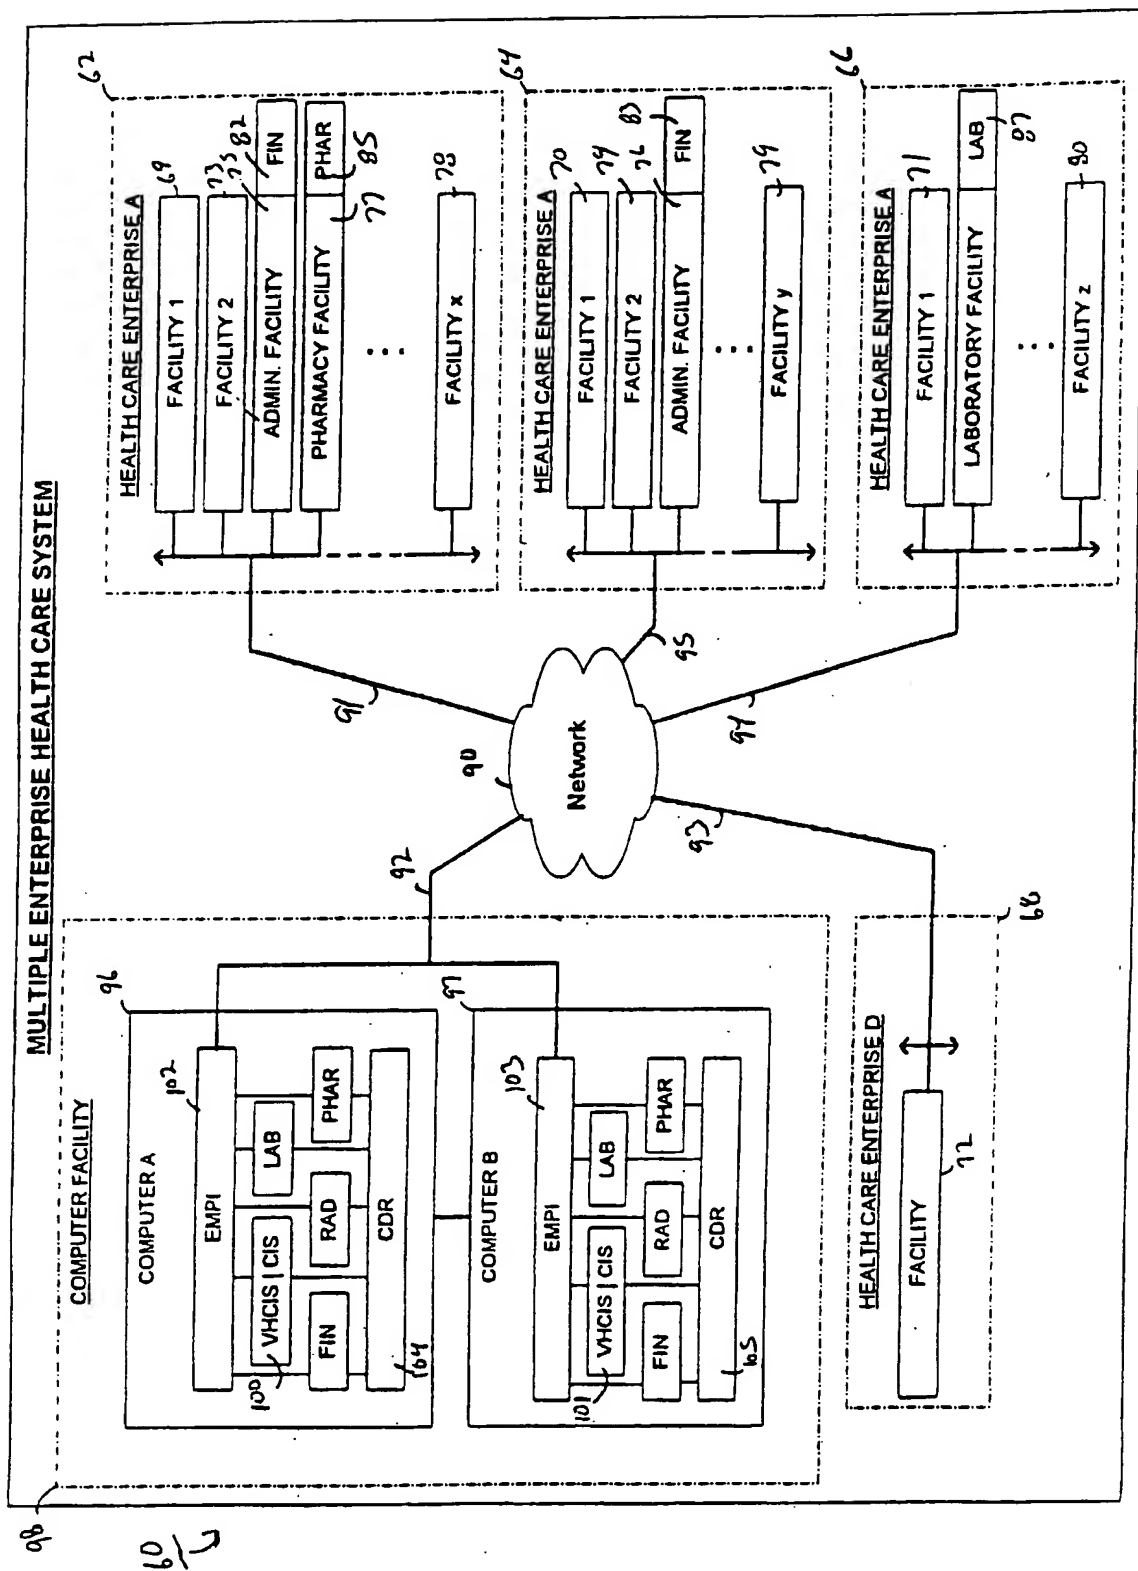 MULTIPLE ENTERPRISE HEALTH CARE SYSTEM
98
60
COMPUTER FACILITY
96
COMPUTER A
102
EMPI
VHCIS | CIS
LAB
100
FIN
RAD
PHAR
CDR
104
97
COMPUTER B
103
EMPI
VHCIS | CIS
LAB
101
FIN
RAD
PHAR
CDR
105
HEALTH CARE ENTERPRISE D
68
FACILITY
72
92
90
Network
91
95
94
93
62
HEALTH CARE ENTERPRISE A
FACILITY 1
69
FACILITY 2
73
75
82
ADMIN. FACILITY
FIN
PHARMACY FACILITY
PHAR
85
77
...
FACILITY x
78
64
HEALTH CARE ENTERPRISE A
FACILITY 1
70
FACILITY 2
74
76
83
ADMIN. FACILITY
FIN
...
FACILITY y
79
66
HEALTH CARE ENTERPRISE A
FACILITY 1
71
LABORATORY FACILITY
LAB
87
...
FACILITY z
80